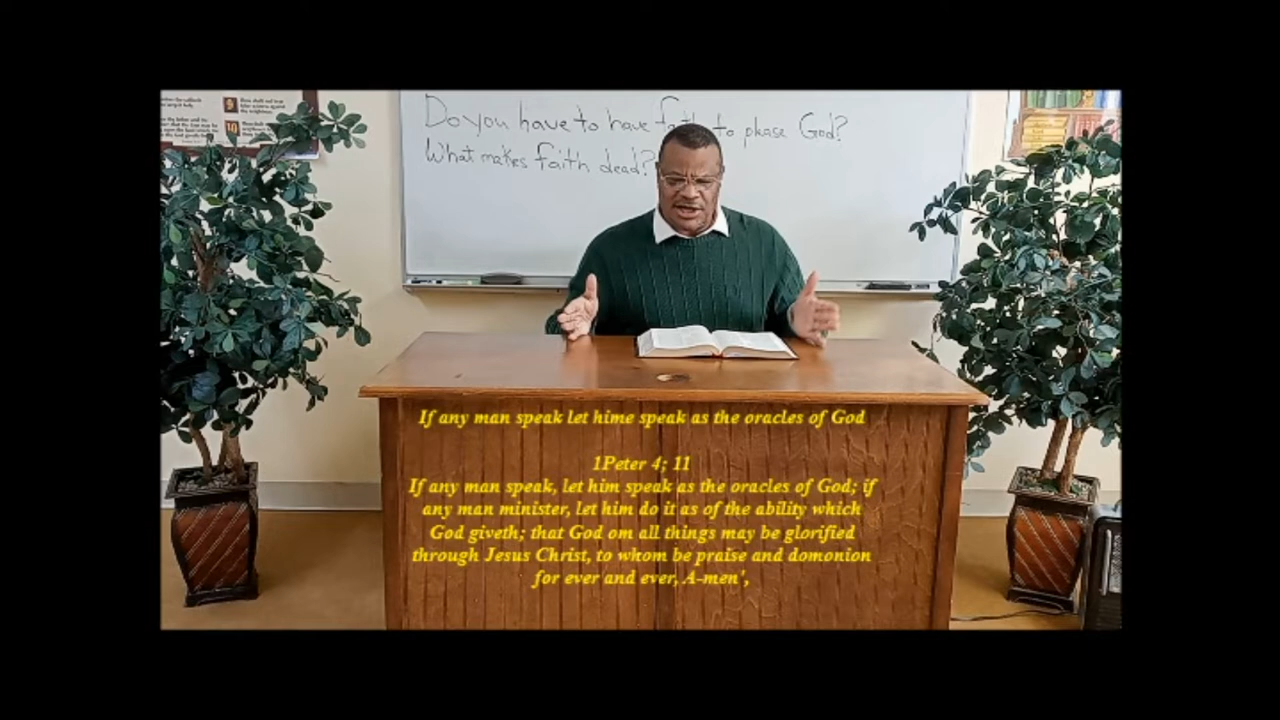 Do you have to have faith to please God?
What makes faith dead?
9
10
If any man speak let hime speak as the oracles of God
1Peter 4; 11
If any man speak, let him speak as the oracles of God; if
any man minister, let him do it as of the ability which
God giveth; that God om all things may be glorified
through Jesus Christ, to whom be praise and domonion
for ever and ever, A-men',